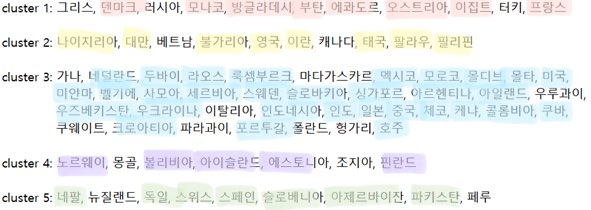 cluster 1: 그리스, 덴마크, 러시아, 모나코, 방글라데시, 부탄, 에콰도르, 오스트리아, 이집트, 터키, 프랑스
cluster 2: 나이지리아, 대만, 베트남, 불가리아, 영국, 이란, 캐나다, 태국, 팔라우, 필리핀
cluster 3: 가나, 네덜란드, 두바이, 라오스, 룩셈부르크, 마다가스카르, 멕시코, 모로코, 몰디브, 몰타, 미국,
미얀마, 벨기에, 사모아, 세르비아, 스웨덴, 슬로바키아, 싱가포르, 아르헨티나, 아일랜드, 우루과이,
우즈베키스탄, 우크라이나, 이탈리아, 인도네시아, 인도, 일본, 중국, 체코, 케냐, 콜롬비아, 쿠바,
쿠웨이트, 크로아티아, 파라과이, 포르투갈, 폴란드, 헝가리, 호주
cluster 4: 노르웨이, 몽골, 볼리비아, 아이슬란드, 에스토니아, 조지아, 핀란드
cluster 5: 네팔, 뉴질랜드, 독일, 스위스, 스페인, 슬로베니아, 아제르바이잔, 파키스탄, 페루